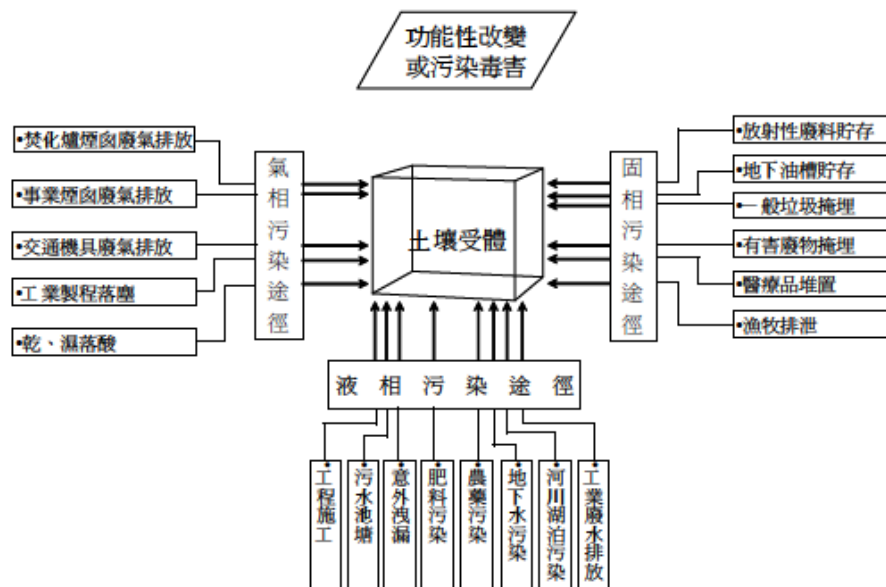 功能性改變
或污染毒害
•焚化爐煙囪廢氣排放
•事業煙囪廢氣排放
•交通機具廢氣排放
•工業製程落塵
•乾、濕落酸
氣相污染途徑
土壤受體
固相污染途徑
•放射性廢料貯存
•地下油槽貯存
•一般垃圾掩埋
•有害廢物掩埋
•醫療品堆置
•漁牧排泄
液相污染途徑
•工程施工
•污水池塘
•意外洩漏
•肥料污染
•農藥污染
•地下水污染
•河川湖泊污染
•工業廢水排放